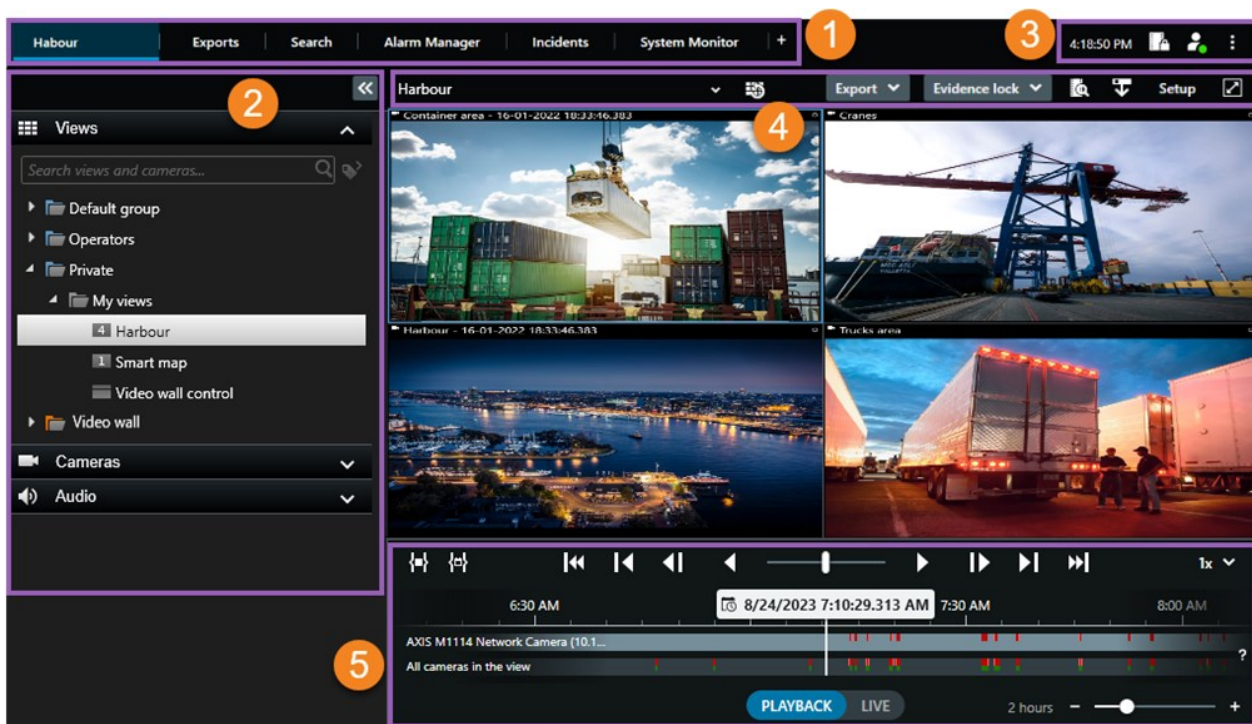 Habour
Exports
Search
Alarm Manager
Incidents
System Monitor
+
1
3
4:18:50 PM
2
Harbour
Export
Evidence lock
Setup
4
Views
Search views and cameras...
Default group
Operators
Private
My views
4 Harbour
1 Smart map
Video wall control
Video wall
Cameras
Audio
Container area - 16-01-2022 18:33:46.383
Cranes
Harbour - 16-01-2022 18:33:46.383
Trucks area
1x
6:30 AM
8/24/2023 7:10:29.313 AM
7:30 AM
8:00 AM
AXIS M1114 Network Camera (10.1...
All cameras in the view
?
5
PLAYBACK
LIVE
2 hours
- +